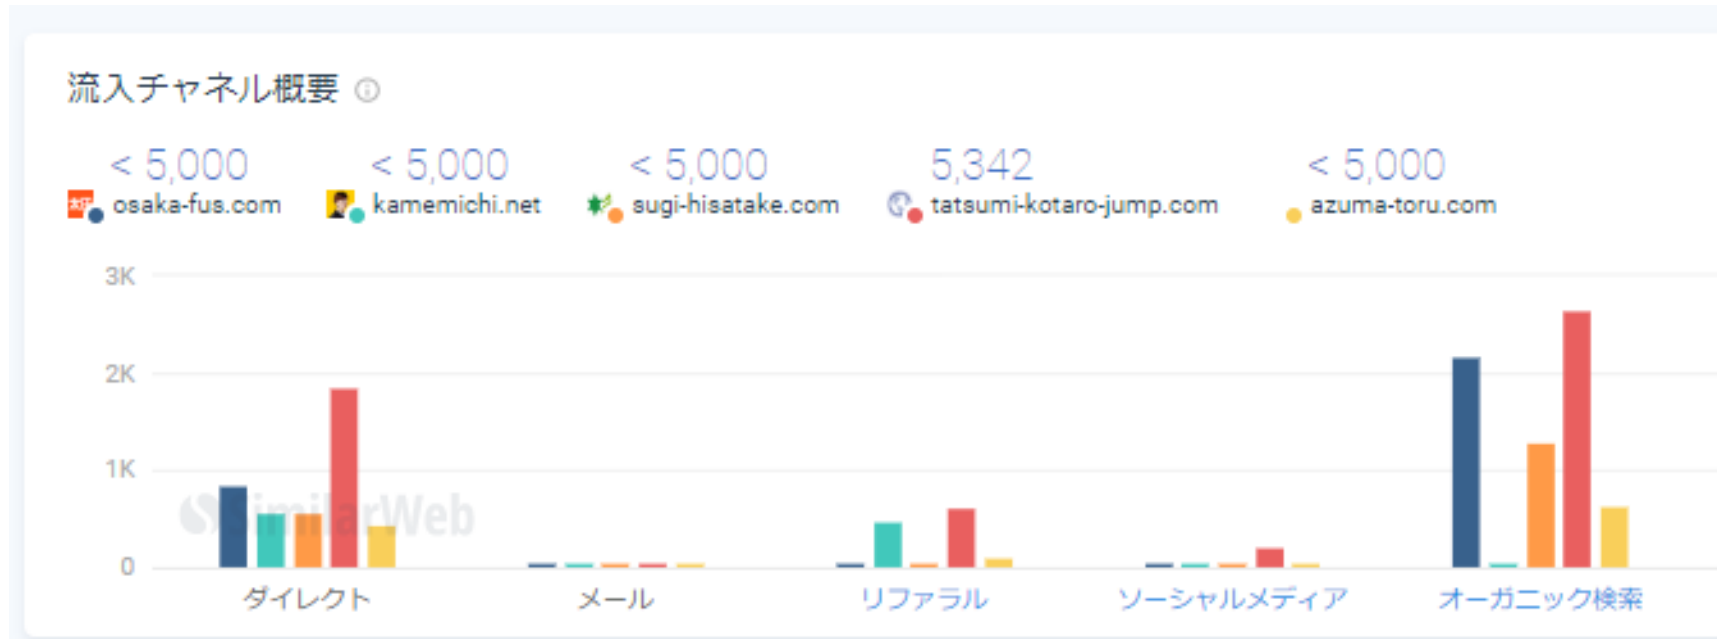 流入チャネル概要
< 5,000 < 5,000 < 5,000 5,342 < 5,000
osaka-fus.com kamemichi.net sugi-hisatake.com tatsumi-kotaro-jump.com azuma-toru.com
3K
2K
1K
SimilarWeb
0
ダイレクト メール リファラル ソーシャルメディア オーガニック検索